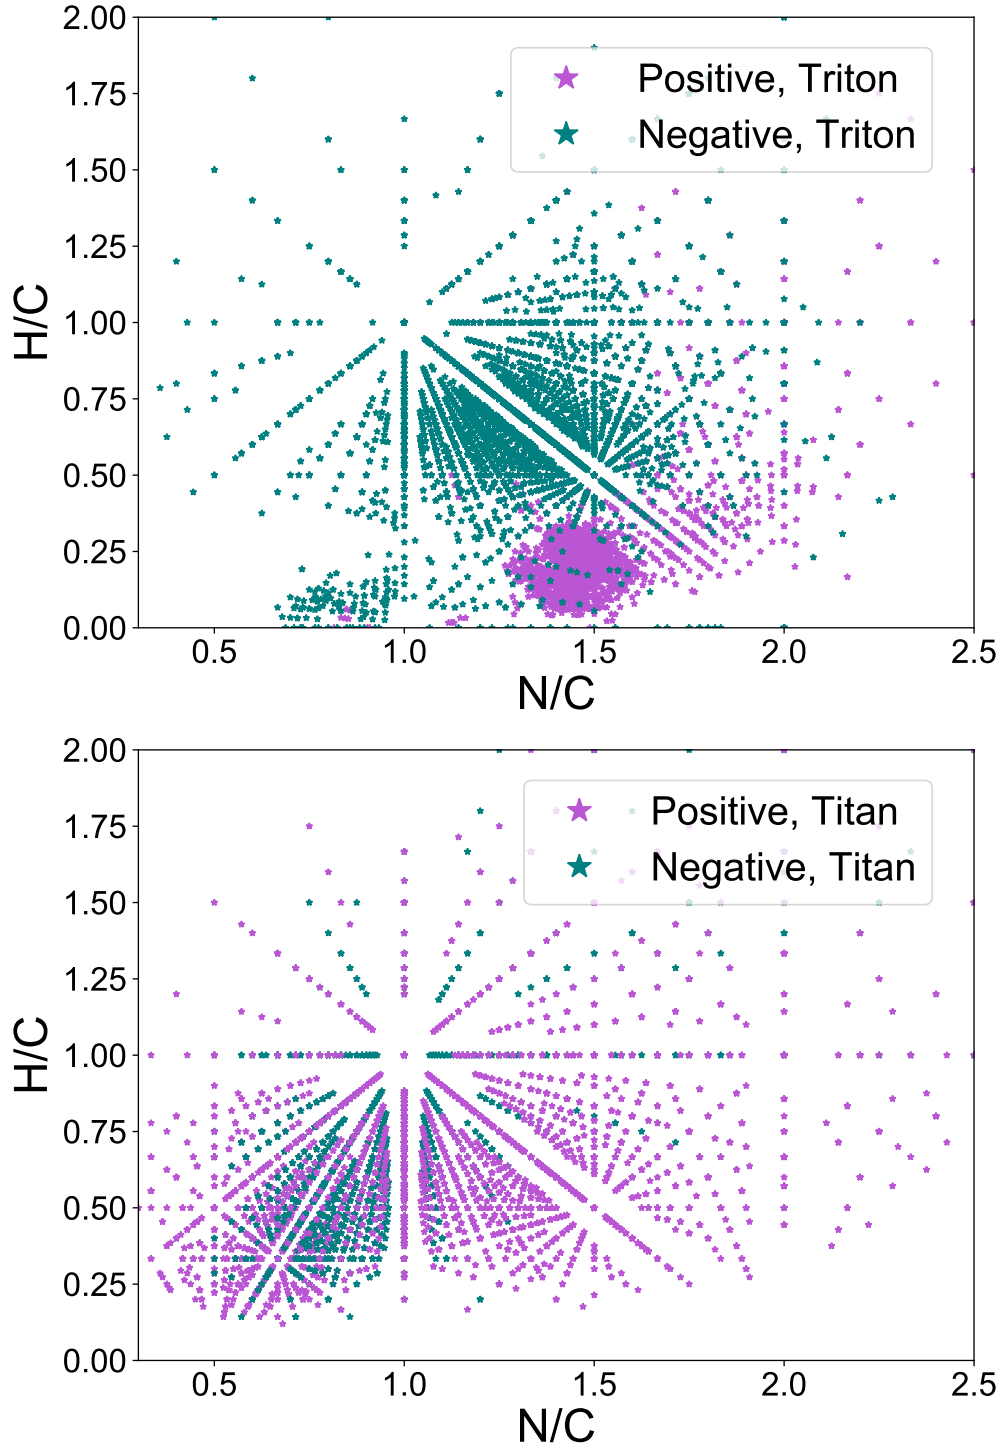 2.00
1.75
1.50
1.25
1.00
0.75
0.50
0.25
0.00
H/C
Positive, Triton
Negative, Triton
0.5 1.0 1.5 2.0 2.5
N/C
2.00
1.75
1.50
1.25
1.00
0.75
0.50
0.25
0.00
H/C
Positive, Titan
Negative, Titan
0.5 1.0 1.5 2.0 2.5
N/C